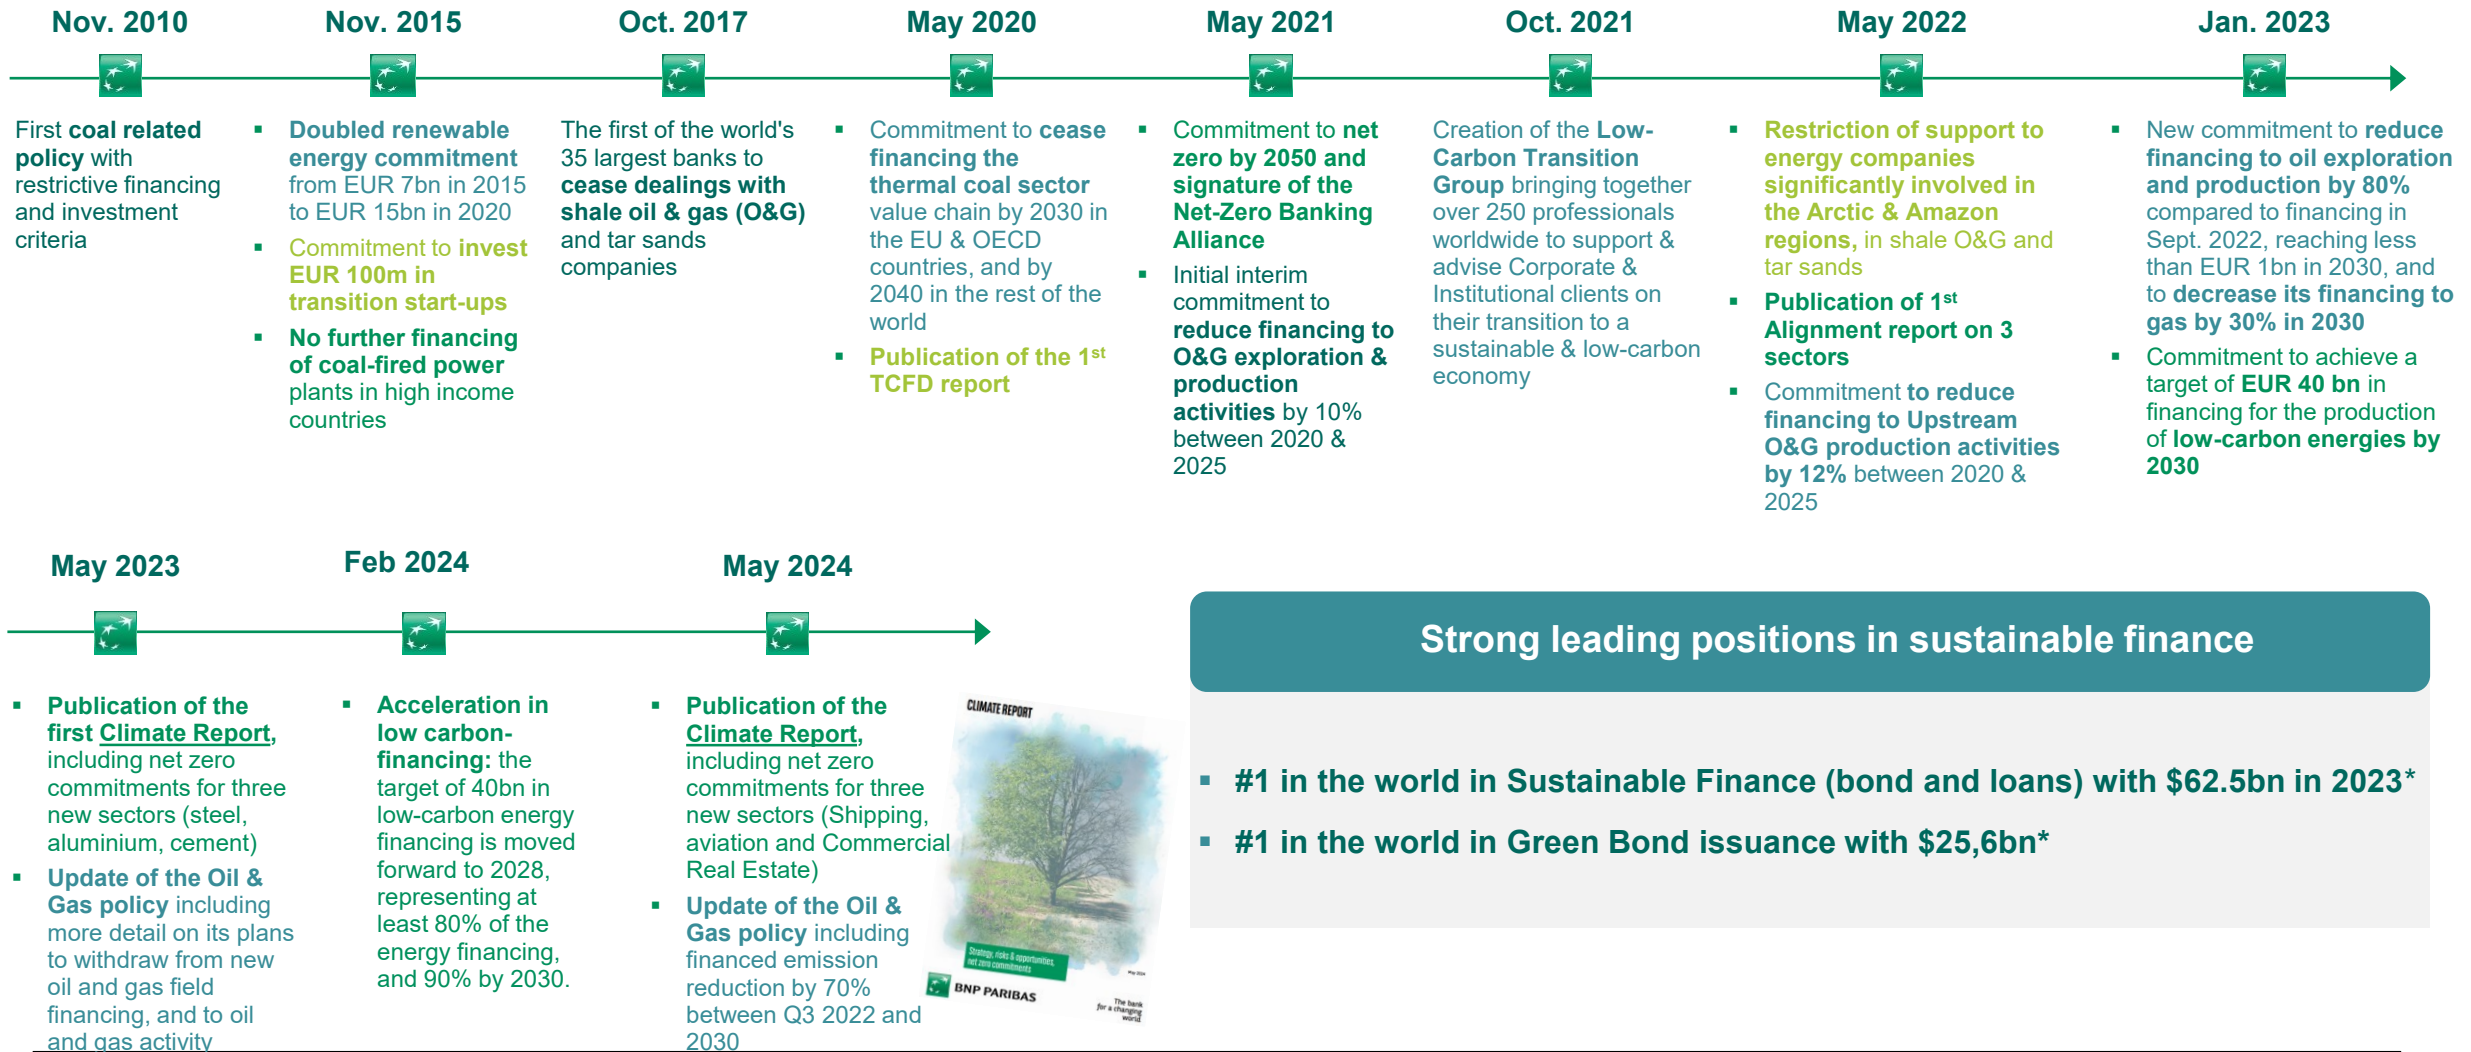 Nov. 2010
First coal related
policy with
restrictive financing
and investment
criteria
Nov. 2015
▪ Doubled renewable
energy commitment
from EUR 7bn in 2015
to EUR 15bn in 2020
▪ Commitment to invest
EUR 100m in
transition start-ups
▪ No further financing
of coal-fired power
plants in high income
countries
Oct. 2017
The first of the world's
35 largest banks to
cease dealings with
shale oil & gas (O&G)
and tar sands
companies
May 2020
▪ Commitment to cease
financing the
thermal coal sector
value chain by 2030 in
the EU & OECD
countries, and by
2040 in the rest of the
world
▪ Publication of the 1st
TCFD report
May 2021
▪ Commitment to net
zero by 2050 and
signature of the
Net-Zero Banking
Alliance
▪ Initial interim
commitment to
reduce financing to
O&G exploration &
production
activities by 10%
between 2020 &
2025
Oct. 2021
Creation of the Low-
Carbon Transition
Group bringing together
over 250 professionals
worldwide to support &
advise Corporate &
Institutional clients on
their transition to a
sustainable & low-carbon
economy
May 2022
▪ Restriction of support to
energy companies
significantly involved in
the Arctic & Amazon
regions, in shale O&G and
tar sands
▪ Publication of 1st
Alignment report on 3
sectors
▪ Commitment to reduce
financing to Upstream
O&G production activities
by 12% between 2020 &
2025
Jan. 2023
▪ New commitment to reduce
financing to oil exploration
and production by 80%
compared to financing in
Sept. 2022, reaching less
than EUR 1bn in 2030, and
to decrease its financing to
gas by 30% in 2030
▪ Commitment to achieve a
target of EUR 40 bn in
financing for the production
of low-carbon energies by
2030
May 2023
▪ Publication of the
first Climate Report,
including net zero
commitments for three
new sectors (steel,
aluminium, cement)
▪ Update of the Oil &
Gas policy including
more detail on its plans
to withdraw from new
oil and gas field
financing, and to oil
and gas activity
Feb 2024
▪ Acceleration in
low carbon-
financing: the
target of 40bn in
low-carbon energy
financing is moved
forward to 2028,
representing at
least 80% of the
energy financing,
and 90% by 2030.
May 2024
▪ Publication of the
Climate Report,
including net zero
commitments for three
new sectors (Shipping,
aviation and Commercial
Real Estate)
▪ Update of the Oil &
Gas policy including
financed emission
reduction by 70%
between Q3 2022 and
2030
CLIMATE REPORT
Strategy, risks & opportunities,
net zero commitments
May 2024
BNP PARIBAS
The bank
for a changing
world
Strong leading positions in sustainable finance
▪ #1 in the world in Sustainable Finance (bond and loans) with $62.5bn in 2023*
▪ #1 in the world in Green Bond issuance with $25,6bn*